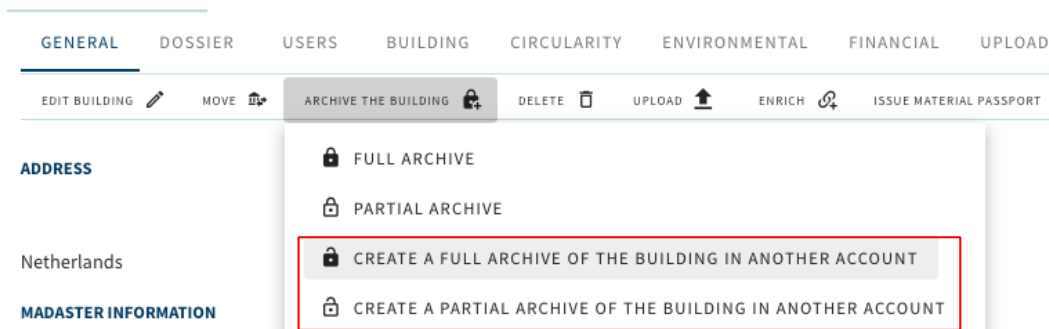 GENERAL DOSSIER USERS BUILDING CIRCULARITY ENVIRONMENTAL FINANCIAL UPLOAD
EDIT BUILDING MOVE ARCHIVE THE BUILDING DELETE UPLOAD ENRICH ISSUE MATERIAL PASSPORT
FULL ARCHIVE
ADDRESS
PARTIAL ARCHIVE
CREATE A FULL ARCHIVE OF THE BUILDING IN ANOTHER ACCOUNT
Netherlands
CREATE A PARTIAL ARCHIVE OF THE BUILDING IN ANOTHER ACCOUNT
MADASTER INFORMATION